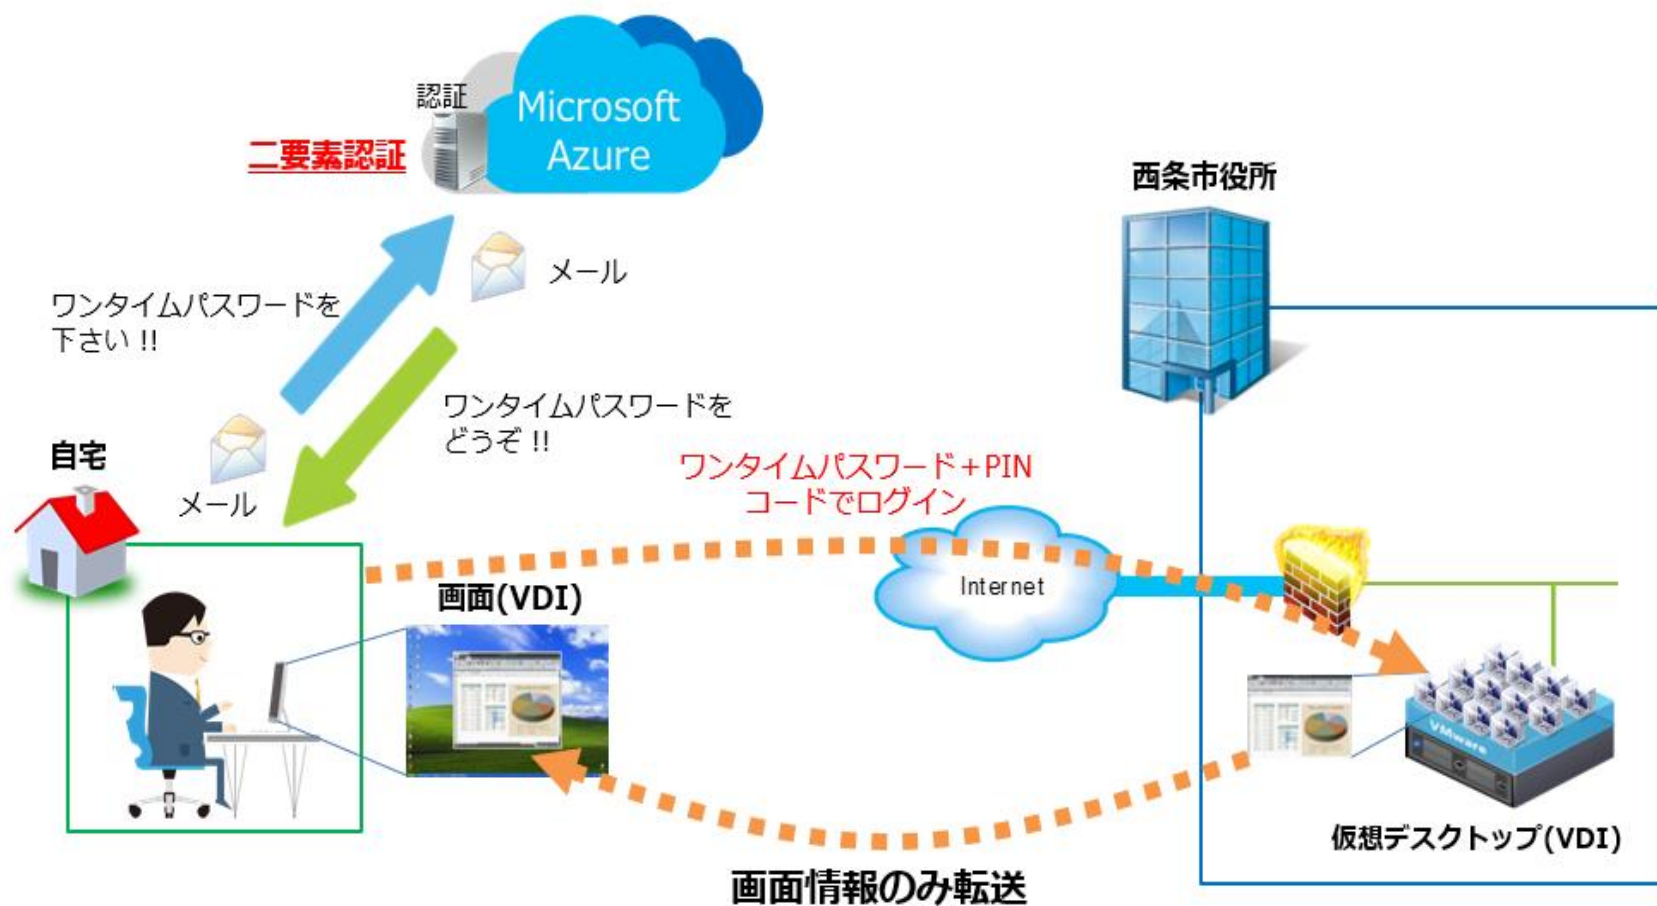 認証
Microsoft
Azure
二要素認証
西条市役所
メール
ワンタイムパスワードを
下さい !!
ワンタイムパスワードを
どうぞ !!
自宅
メール
ワンタイムパスワード＋PIN
コードでログイン
Internet
画面(VDI)
VMware
仮想デスクトップ(VDI)
画面情報のみ転送